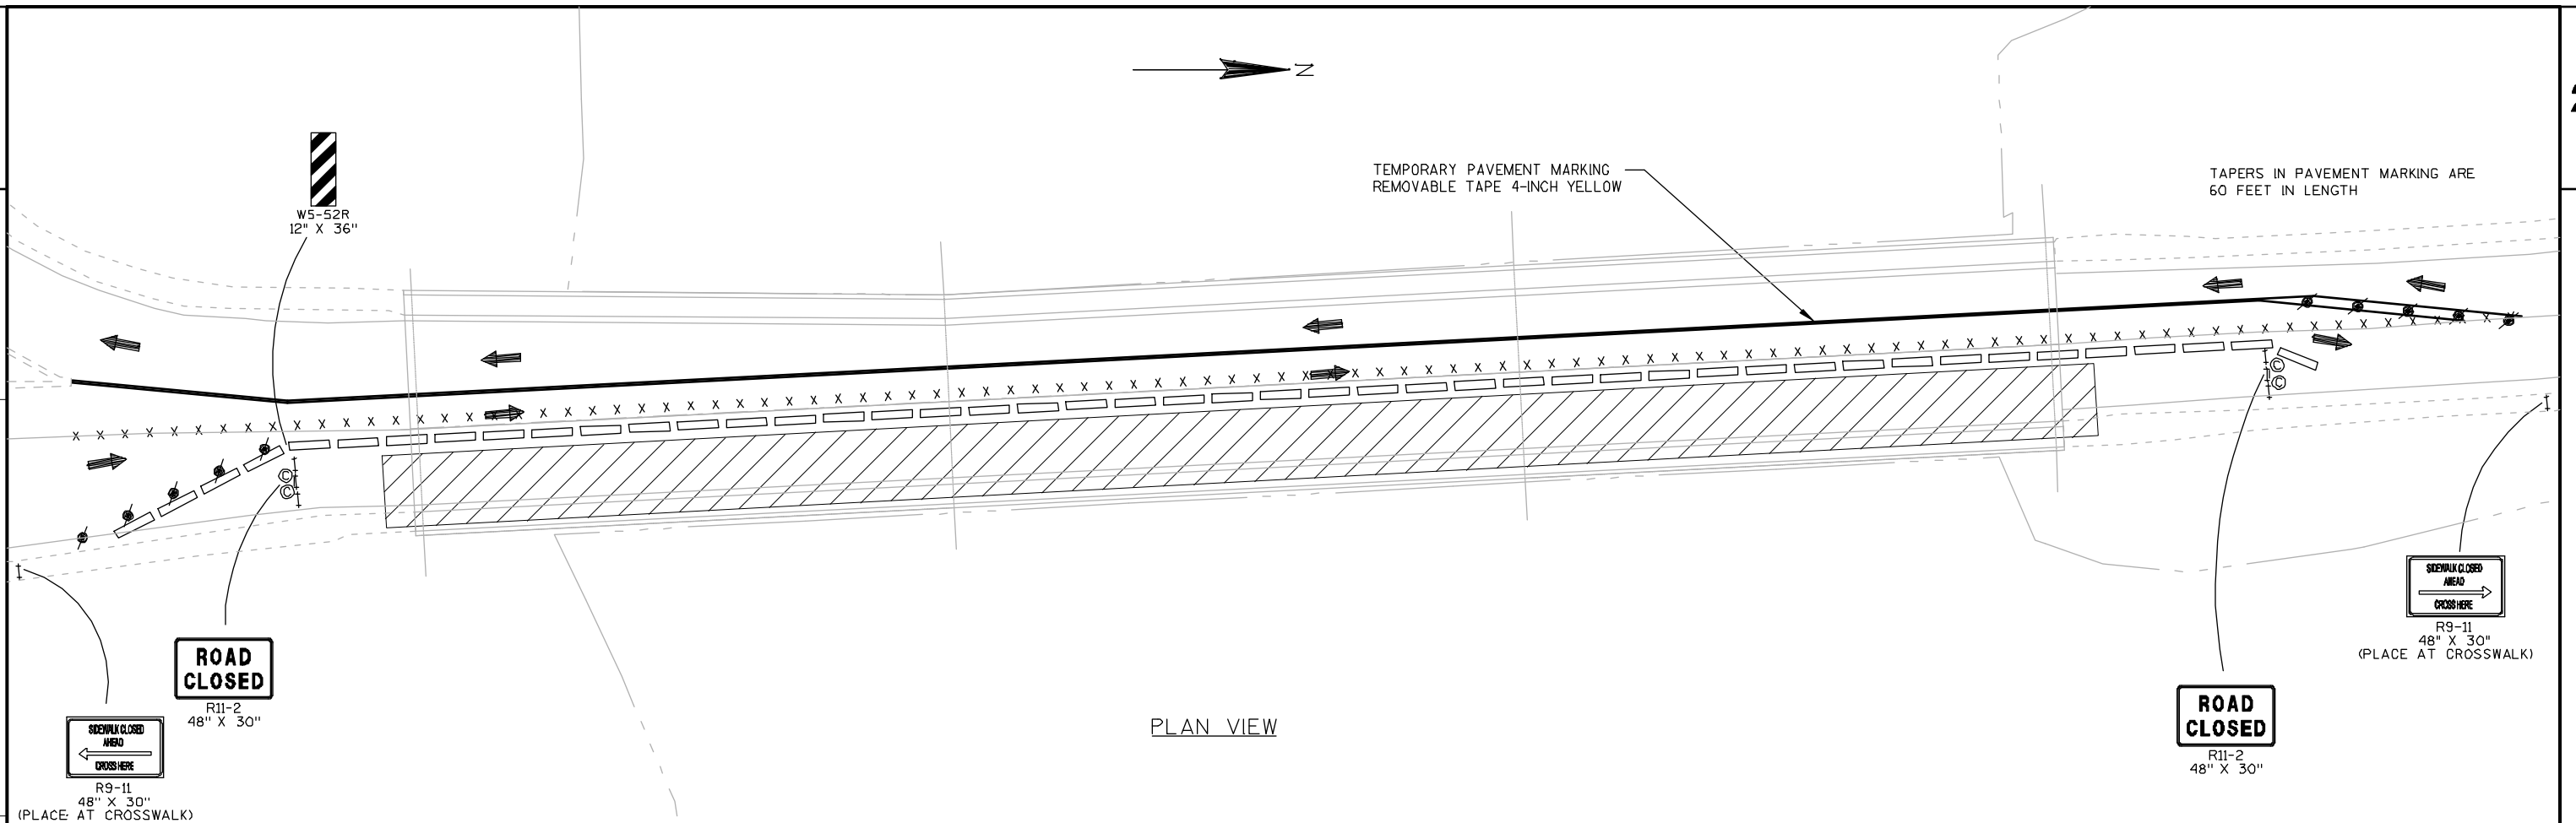 N
W5-52R
12" X 36"
TEMPORARY PAVEMENT MARKING
REMOVABLE TAPE 4-INCH YELLOW
TAPERS IN PAVEMENT MARKING ARE
60 FEET IN LENGTH
SIDEWALK CLOSED
AHEAD
CROSS HERE
R9-11
48" X 30"
(PLACE AT CROSSWALK)
ROAD
CLOSED
R11-2
48" X 30"
PLAN VIEW
ROAD
CLOSED
R11-2
48" X 30"
SIDEWALK CLOSED
AHEAD
CROSS HERE
R9-11
48" X 30"
(PLACE AT CROSSWALK)